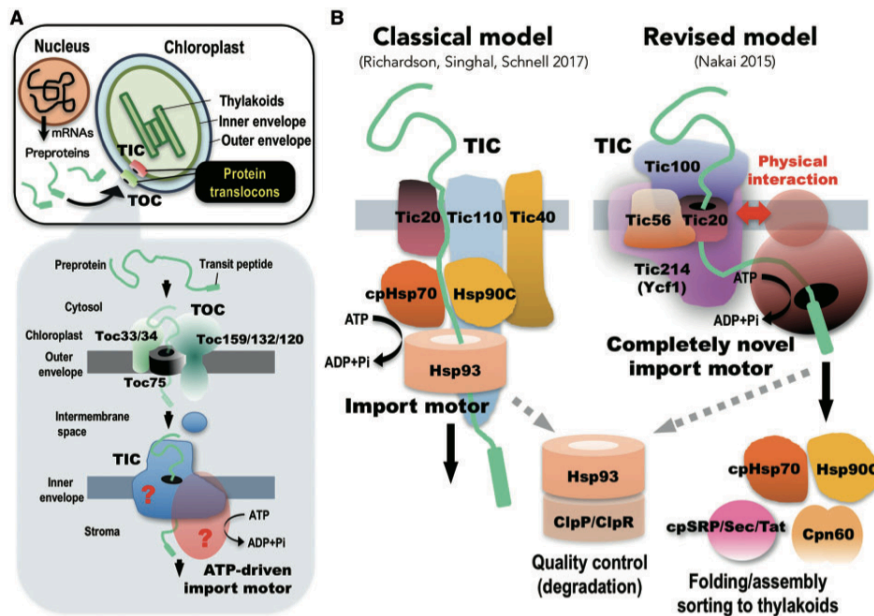 A
Nucleus
Chloroplast
mRNAs
Preproteins
Thylakoids
Inner envelope
Outer envelope
TIC
TOC
Protein
translocons
Preprotein
Transit peptide
Cytosol
TOC
Chloroplast
Toc33/34
Toc159/132/120
Outer
envelope
Toc75
Intermembrane
space
TIC
Inner
envelope
?
?
Stroma
ATP
ADP+Pi
ATP-driven
import motor
B
Classical model
(Richardson, Singhal, Schnell 2017)
TIC
Tic20
Tic110
Tic40
cpHsp70
Hsp90C
ATP
ADP+Pi
Hsp93
Import motor
Revised model
(Nakai 2015)
TIC
Tic100
Physical
interaction
Tic56
Tic20
Tic214
(Ycf1)
ATP
ADP+Pi
Completely novel
import motor
Hsp93
ClpP/ClpR
Quality control
(degradation)
cpHsp70
Hsp90C
cpSRP/Sec/Tat
Cpn60
Folding/assembly
sorting to thylakoids